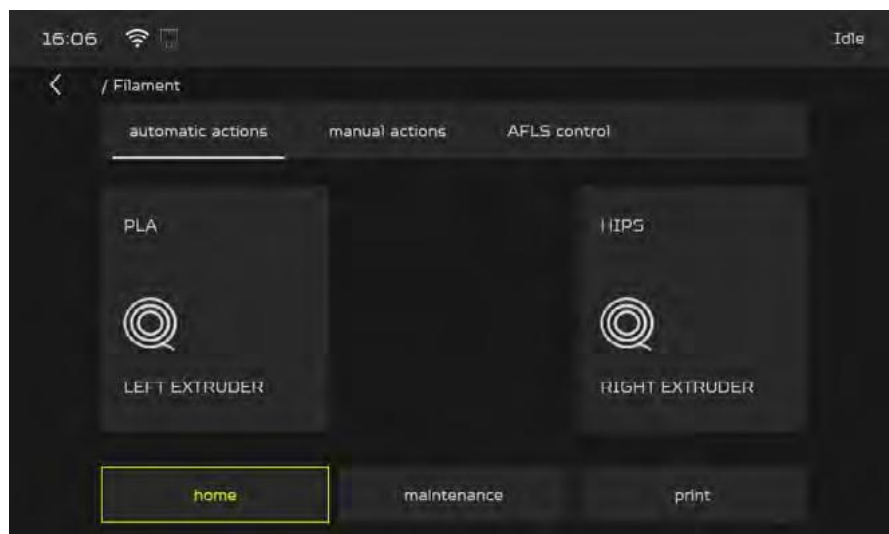 16:06 Idle
/ Filament
automatic actions manual actions AFLS control
PLA HIPS
LEFT EXTRUDER RIGHT EXTRUDER
home maintenance print